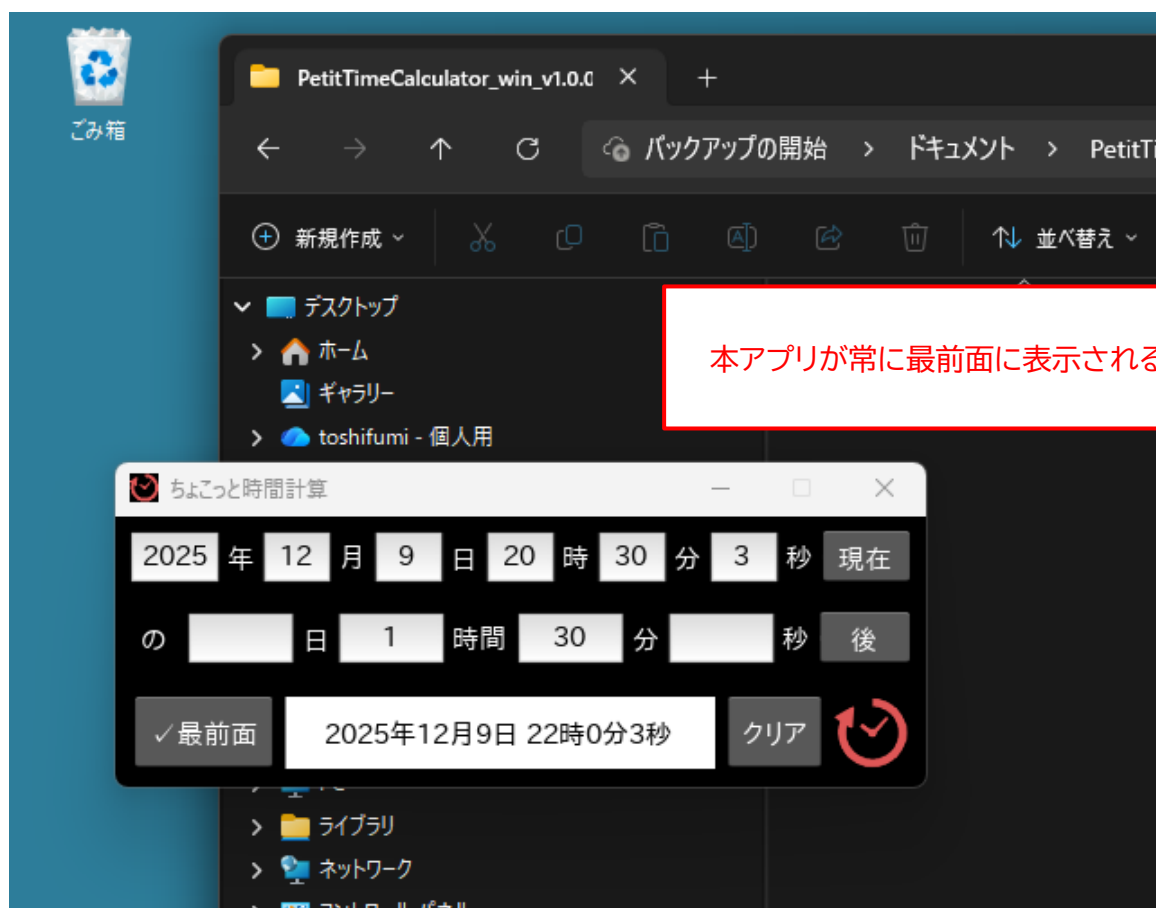 ごみ箱
PetitTimeCalculator_win_v1.0.0
バックアップの開始 > ドキュメント > PetitTi
新規作成
並べ替え
デスクトップ
ホーム
ギャラリー
toshifumi - 個人用
本アプリが常に最前面に表示される
ちょこっと時間計算
2025 年 12 月 9 日 20 時 30 分 3 秒 現在
の 日 1 時間 30 分 秒 後
✓最前面 2025年12月9日 22時0分3秒 クリア
ライブラリ
ネットワーク